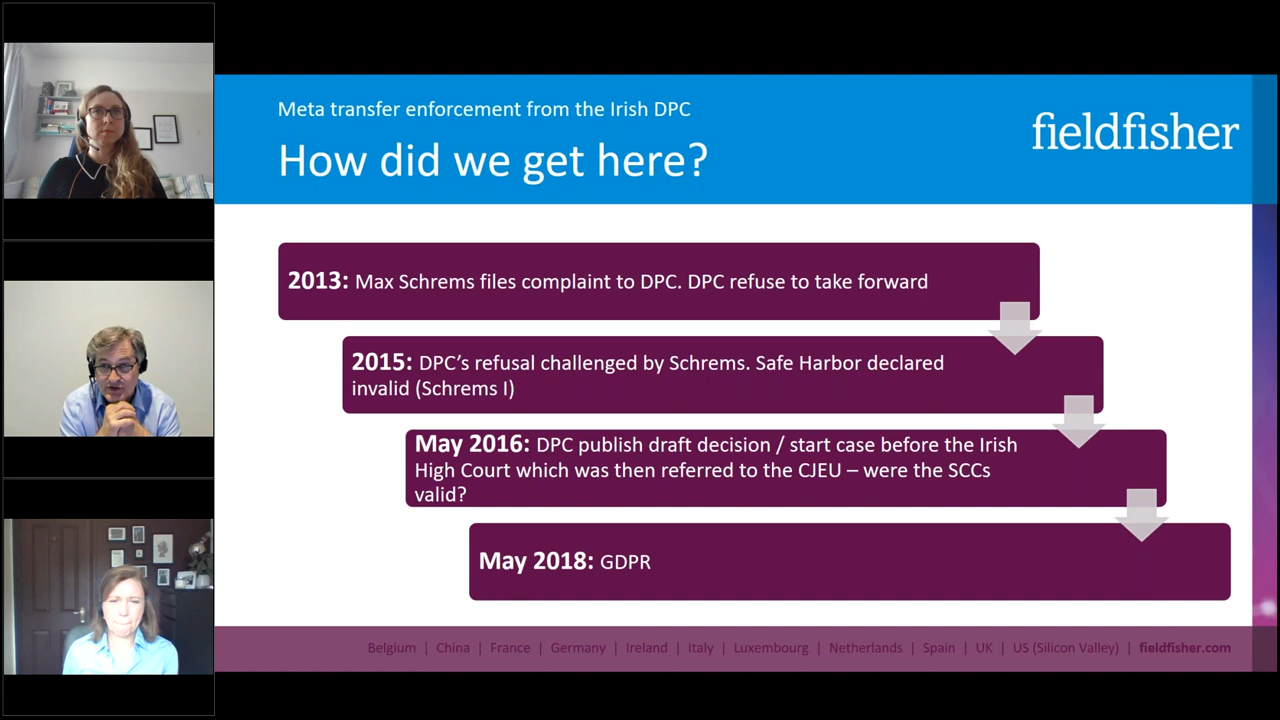 Meta transfer enforcement from the Irish DPC
How did we get here?
fieldfisher
2013: Max Schrems files complaint to DPC. DPC refuse to take forward
2015: DPC’s refusal challenged by Schrems. Safe Harbor declared
invalid (Schrems I)
May 2016: DPC publish draft decision / start case before the Irish
High Court which was then referred to the CJEU – were the SCCs
valid?
May 2018: GDPR
Belgium | China | France | Germany | Ireland | Italy | Luxembourg | Netherlands | Spain | UK | US (Silicon Valley) | fieldfisher.com